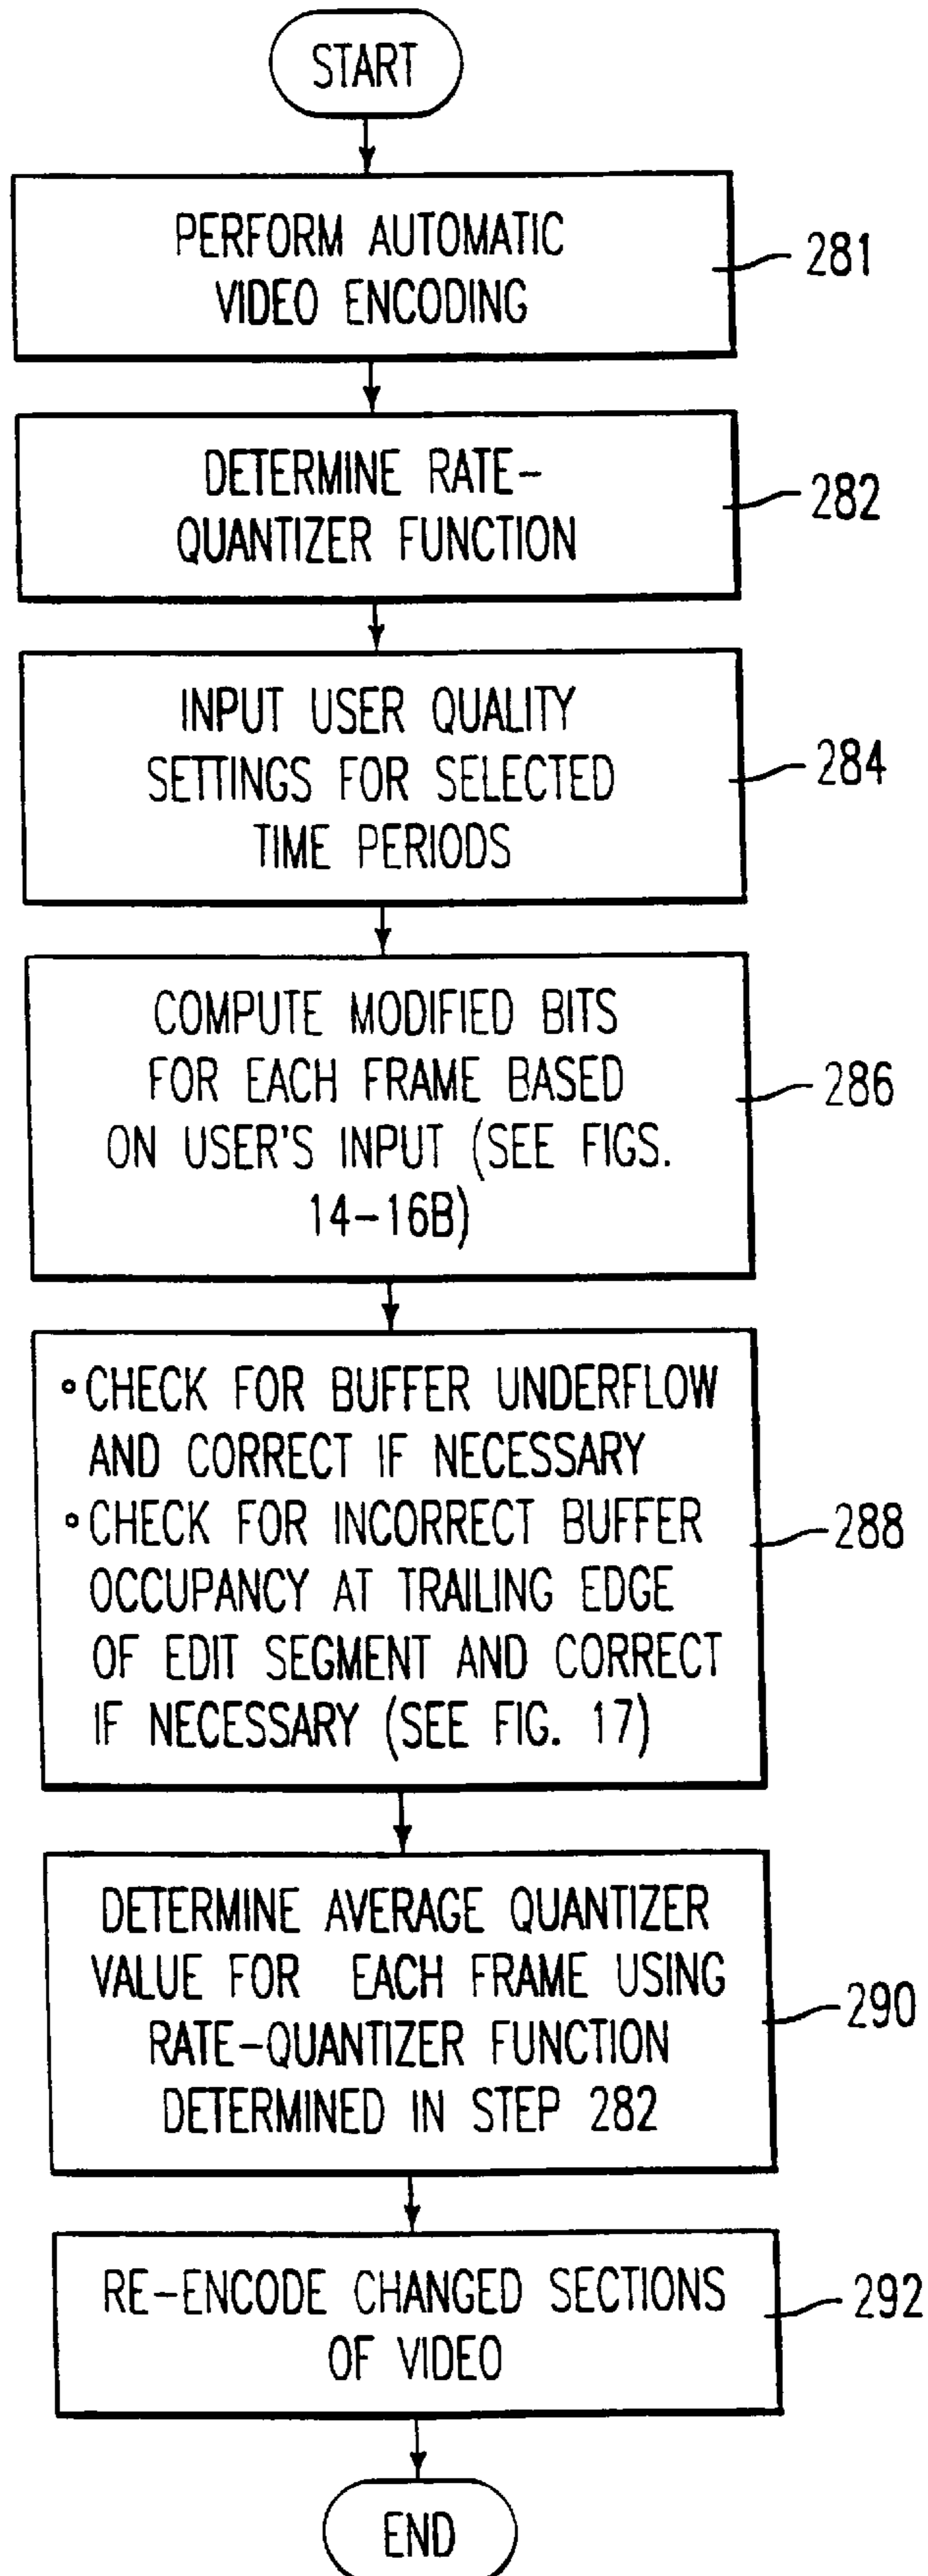 START
PERFORM AUTOMATIC
VIDEO ENCODING
281
DETERMINE RATE-
QUANTIZER FUNCTION
282
INPUT USER QUALITY
SETTINGS FOR SELECTED
TIME PERIODS
284
COMPUTE MODIFIED BITS
FOR EACH FRAME BASED
ON USER'S INPUT (SEE FIGS.
14-16B)
286
∘CHECK FOR BUFFER UNDERFLOW
AND CORRECT IF NECESSARY
∘CHECK FOR INCORRECT BUFFER
OCCUPANCY AT TRAILING EDGE
OF EDIT SEGMENT AND CORRECT
IF NECESSARY (SEE FIG. 17)
288
DETERMINE AVERAGE QUANTIZER
VALUE FOR EACH FRAME USING
RATE-QUANTIZER FUNCTION
DETERMINED IN STEP 282
290
RE-ENCODE CHANGED SECTIONS
OF VIDEO
292
END